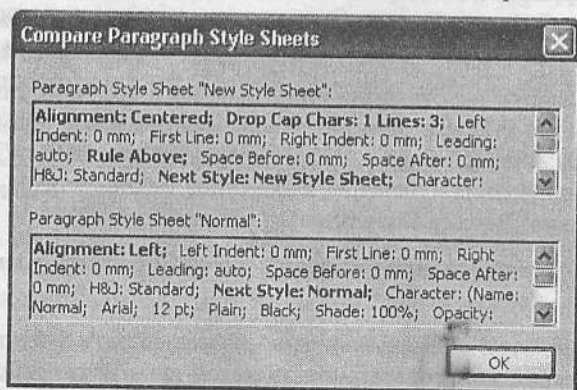 Compare Paragraph Style Sheets
Paragraph Style Sheet "New Style Sheet":
Alignment: Centered; Drop Cap Chars: 1 Lines: 3; Left
Indent: 0 mm; First Line: 0 mm; Right Indent: 0 mm; Leading:
auto; Rule Above; Space Before: 0 mm; Space After: 0 mm;
H&J: Standard; Next Style: New Style Sheet; Character:
Paragraph Style Sheet "Normal":
Alignment: Left; Left Indent: 0 mm; First Line: 0 mm; Right
Indent: 0 mm; Leading: auto; Space Before: 0 mm; Space After:
0 mm; H&J: Standard; Next Style: Normal; Character: (Name:
Normal; Arial; 12 pt; Plain; Black; Shade: 100%; Opacity:
OK